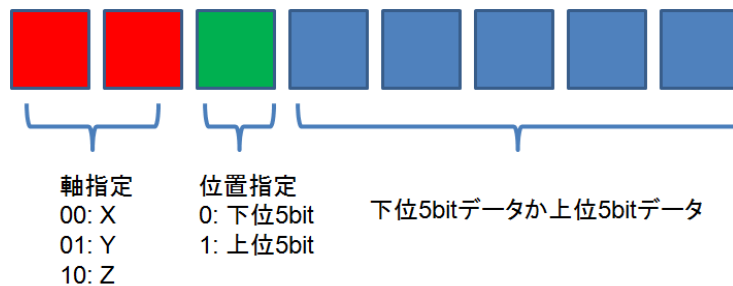 軸指定
00: X
01: Y
10: Z
位置指定
0: 下位5bit
1: 上位5bit
下位5bitデータか上位5bitデータ